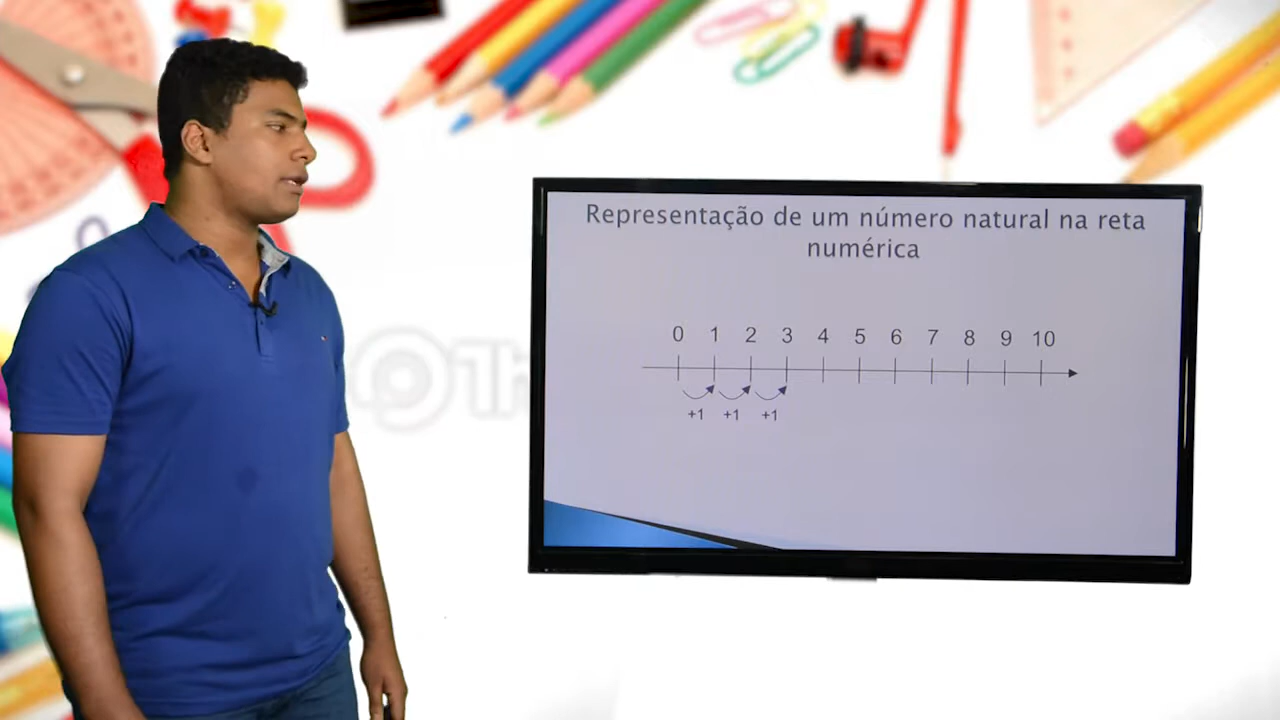 Representação de um número natural na reta
numérica
0 1 2 3 4 5 6 7 8 9 10
+1 +1 +1